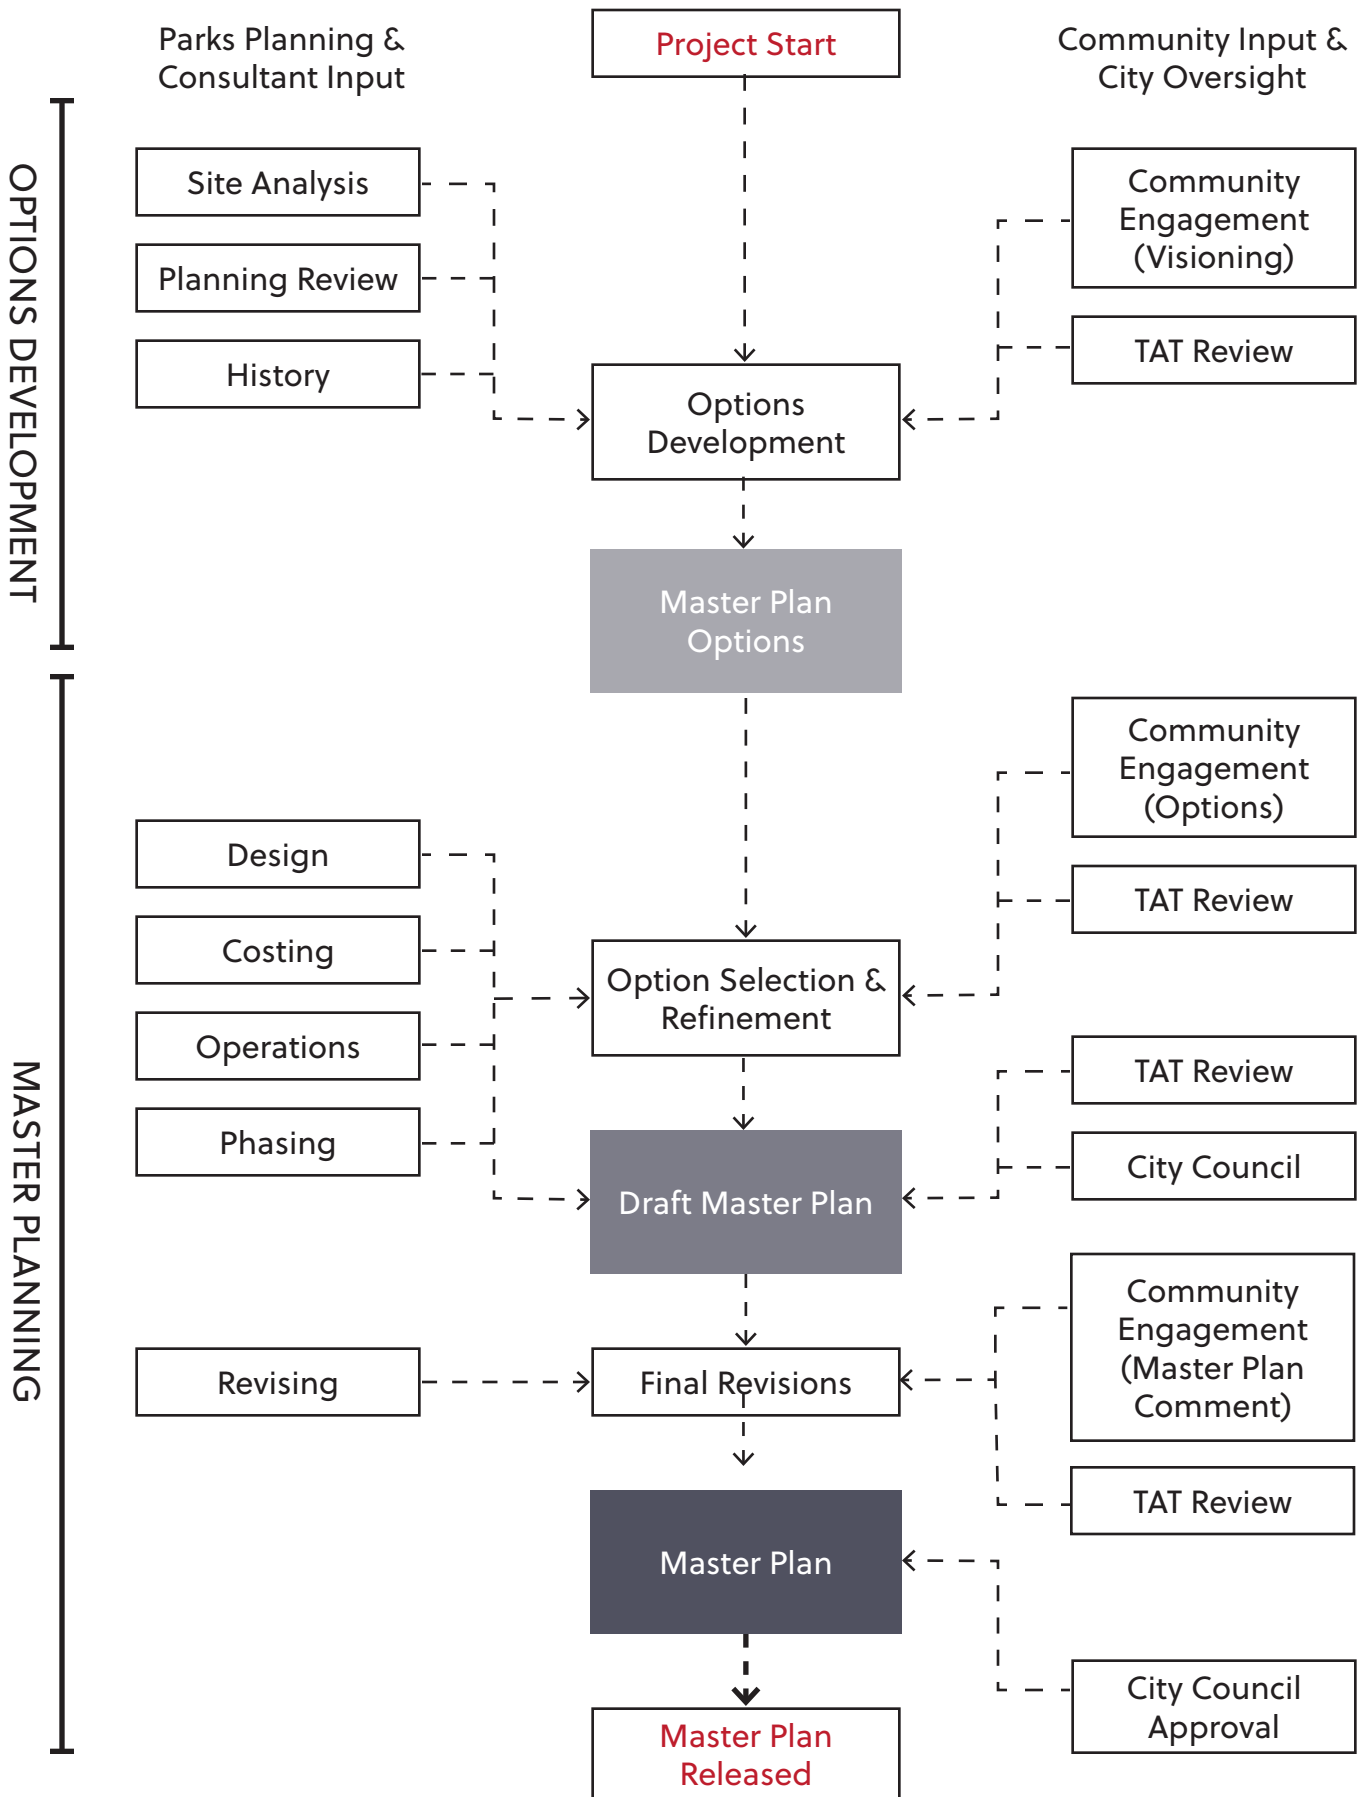 Parks Planning &
Consultant Input
Project Start
Community Input &
City Oversight
OPTIONS DEVELOPMENT
Site Analysis
Planning Review
History
Community
Engagement
(Visioning)
TAT Review
Options
Development
Master Plan
Options
MASTER PLANNING
Design
Costing
Operations
Phasing
Community
Engagement
(Options)
TAT Review
Option Selection &
Refinement
TAT Review
City Council
Draft Master Plan
Revising
Final Revisions
Community
Engagement
(Master Plan
Comment)
TAT Review
Master Plan
City Council
Approval
Master Plan
Released